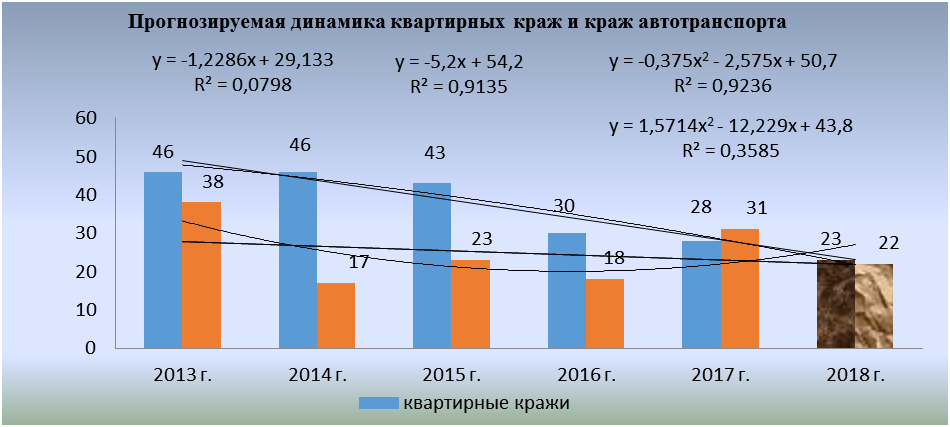 Прогнозируемая динамика квартирных краж и краж автотранспорта
y = -1,2286x + 29,133
R² = 0,0798
y = -5,2x + 54,2
R² = 0,9135
y = -0,375x² - 2,575x + 50,7
R² = 0,9236
y = 1,5714x² - 12,229x + 43,8
R² = 0,3585
60
50
40
30
20
10
0
46
38
46
17
43
23
30
18
28
31
23
22
2013 г.
2014 г.
2015 г.
2016 г.
2017 г.
2018 г.
квартирные кражи